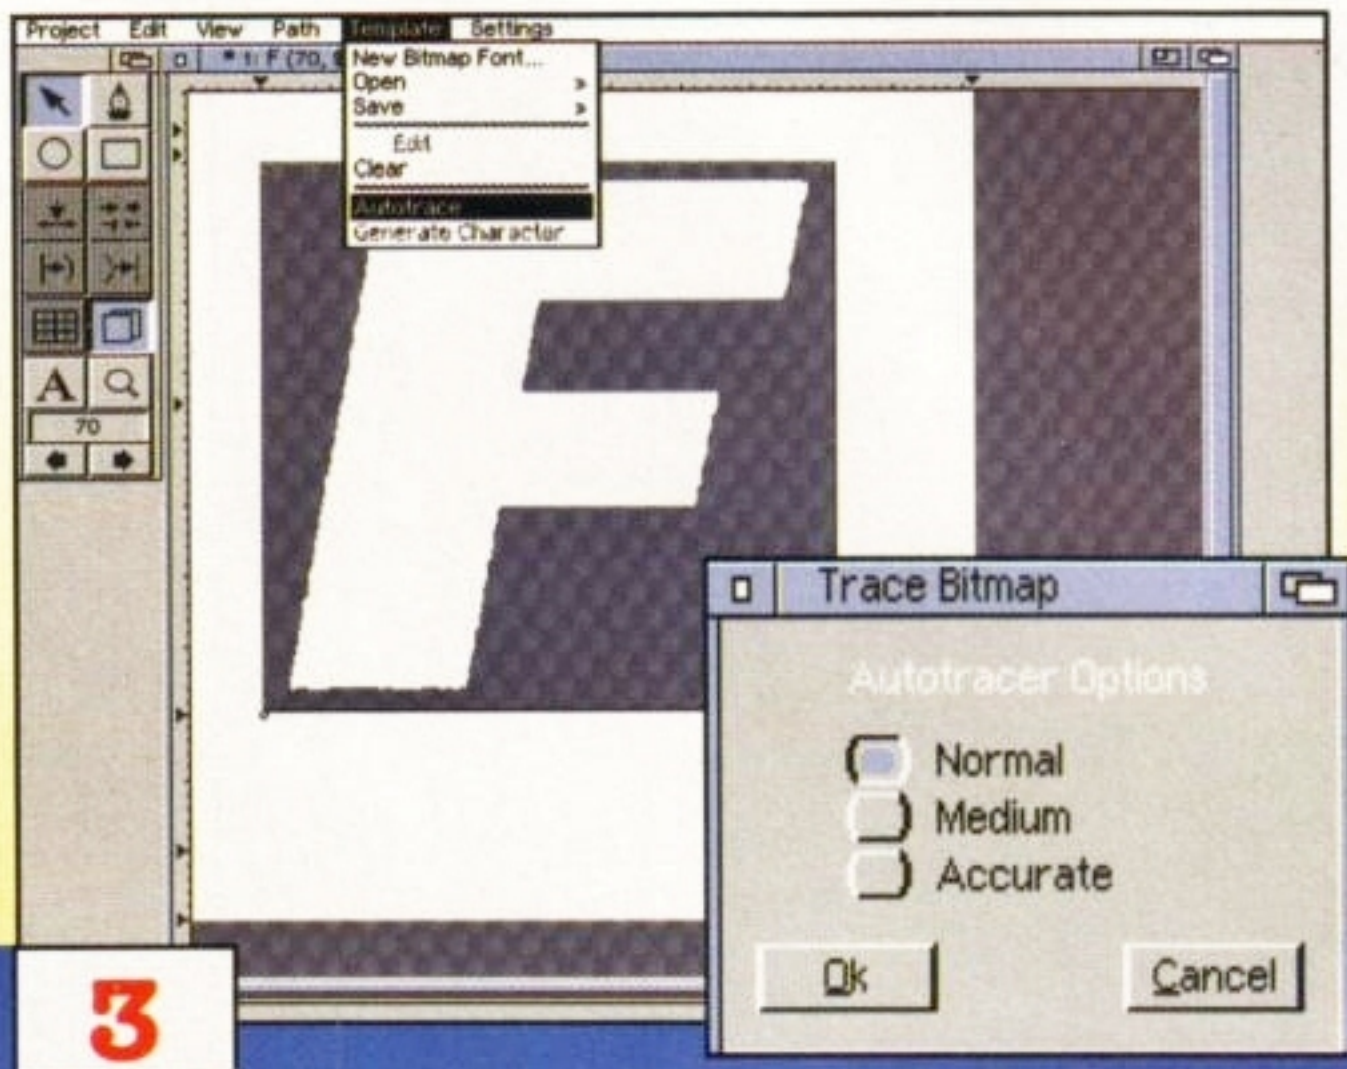 Project Edit View Path Template Settings
* 1: F (70,
New Bitmap Font...
Open »
Save »
Edit
Clear
Autotrace
Generate Character
A
70
F
Trace Bitmap
Autotracer Options
Normal
Medium
Accurate
Ok Cancel
3